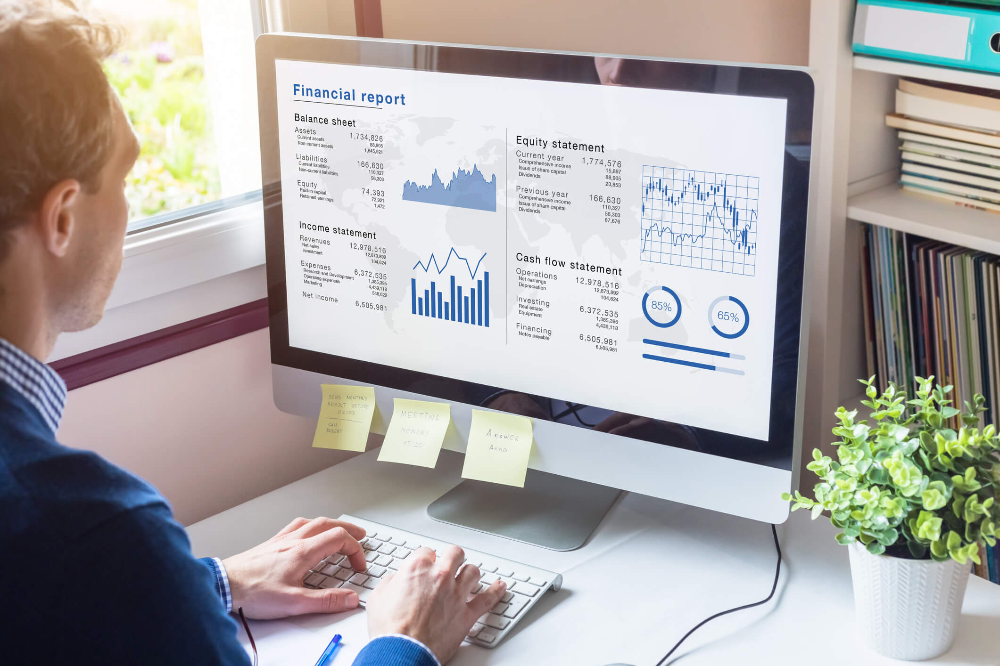 Financial report
Balance sheet
Assets 1,734,826
Current assets 88,905
Non-current assets 1,645,921
Liabilities 166,630
Current liabilities 110,327
Non-current liabilities 56,303
Equity 74,393
Paid-in capital 72,921
Retained earnings 1,472
Income statement
Revenues 12,978,516
Net sales 12,873,892
Investment 104,624
Expenses 6,372,535
Research and Development 1,385,395
Operating expenses 4,439,118
Marketing 548,022
Net income 6,505,981
Equity statement
Current year 1,774,576
Comprehensive income 15,897
Issue of share capital 88,905
Dividends 23,853
Previous year 166,630
Comprehensive income 110,327
Issue of share capital 56,303
Dividends 67,676
Cash flow statement
Operations 12,978,516
Net earnings 12,873,892
Depreciation 104,624
Investing 6,372,535
Real estate 1,385,395
Equipment 4,439,118
Financing 6,505,981
Notes payable 6,505,981
85%
65%
SEND MONTHLY
REPORT BEFORE
02/03
CALL
ROBERT
MEETING
MONDAY
15:20
Answer
Anna